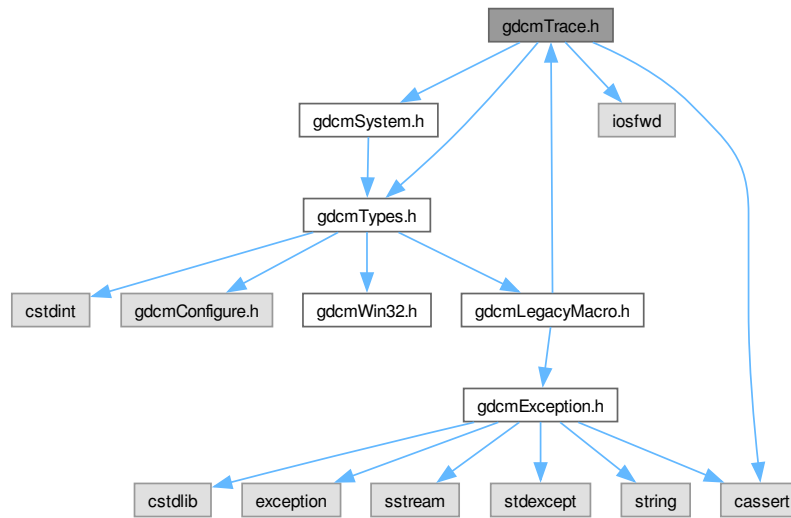 gdcmTrace.h
gdcmSystem.h
iosfwd
gdcmTypes.h
cstdint
gdcmConfigure.h
gdcmWin32.h
gdcmLegacyMacro.h
gdcmException.h
cstdlib
exception
sstream
stdexcept
string
cassert